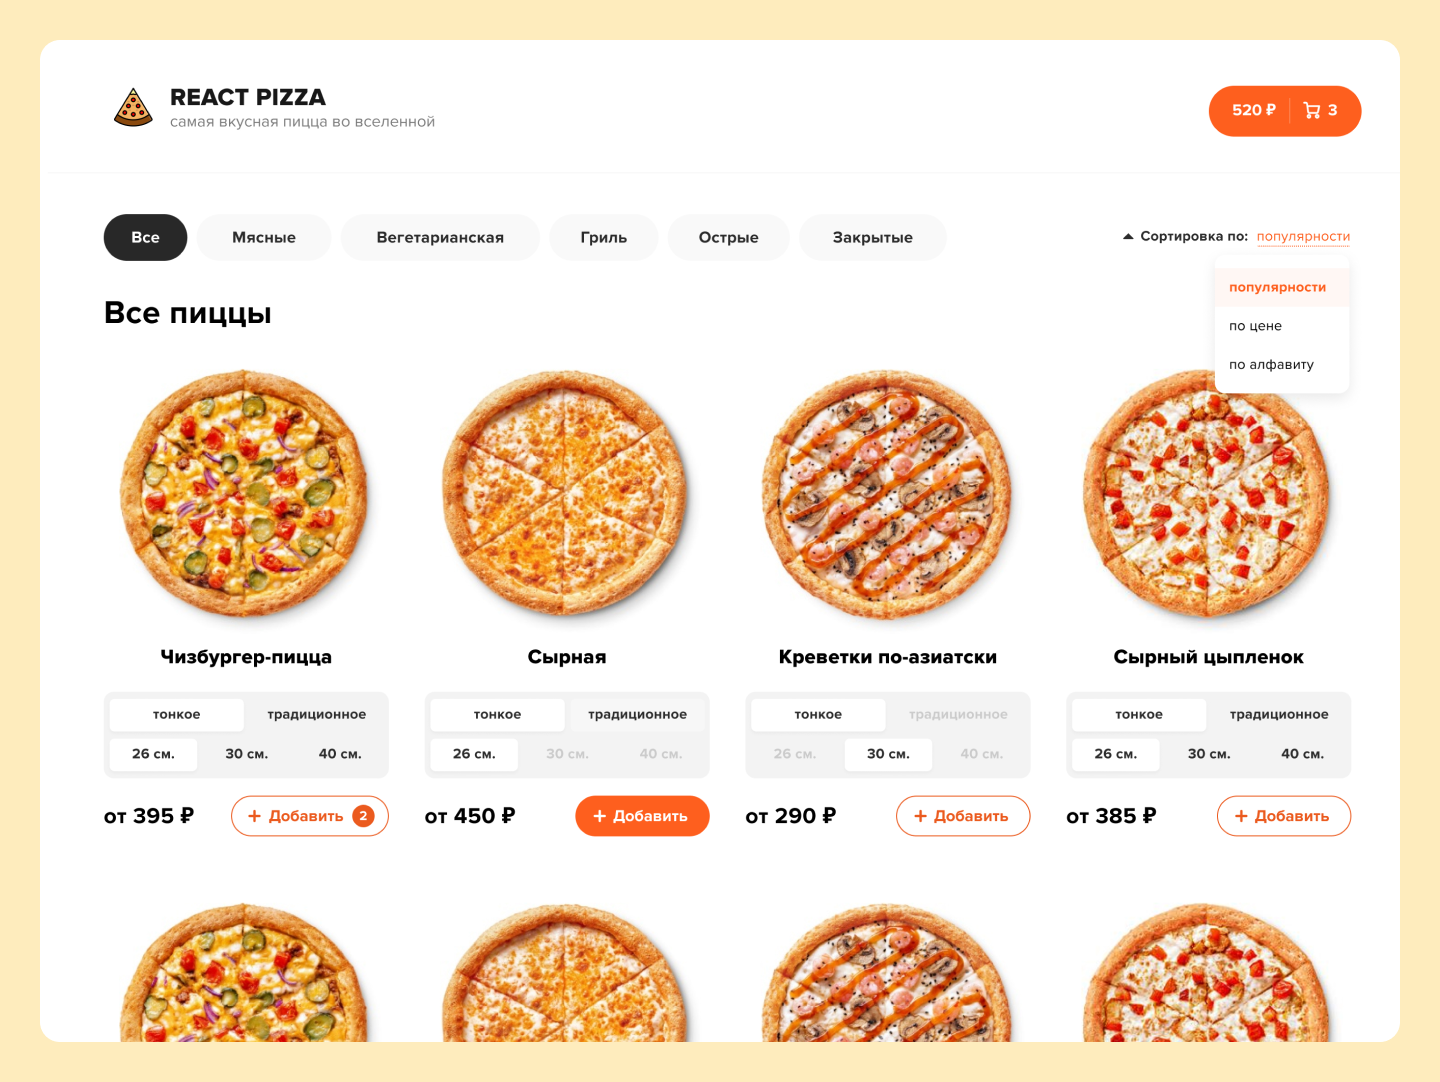 REACT PIZZA
самая вкусная пицца во вселенной
520 ₽ 3
Все Мясные Вегетарианская Гриль Острые Закрытые
Сортировка по: популярности
популярности
по цене
по алфавиту
Все пиццы
Чизбургер-пицца
тонкое традиционное
26 см. 30 см. 40 см.
от 395 ₽ + Добавить 2
Сырная
тонкое традиционное
26 см. 30 см. 40 см.
от 450 ₽ + Добавить
Креветки по-азиатски
тонкое традиционное
26 см. 30 см. 40 см.
от 290 ₽ + Добавить
Сырный цыпленок
тонкое традиционное
26 см. 30 см. 40 см.
от 385 ₽ + Добавить